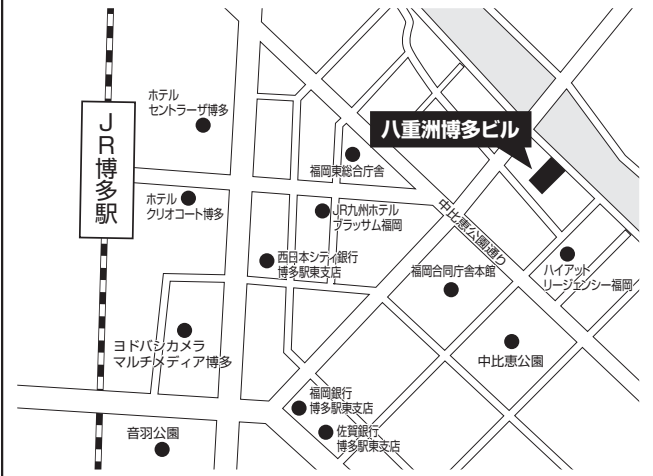 ホテル
セントラーザ博多
JR博多駅
八重洲博多ビル
福岡東総合庁舎
ホテル
クリオコート博多
JR九州ホテル
ブラッサム福岡
中比恵公園通り
西日本シティ銀行
博多駅東支店
福岡合同庁舎本館
ハイアット
リージェンシー福岡
ヨドバシカメラ
マルチメディア博多
中比恵公園
福岡銀行
博多駅東支店
音羽公園
佐賀銀行
博多駅東支店